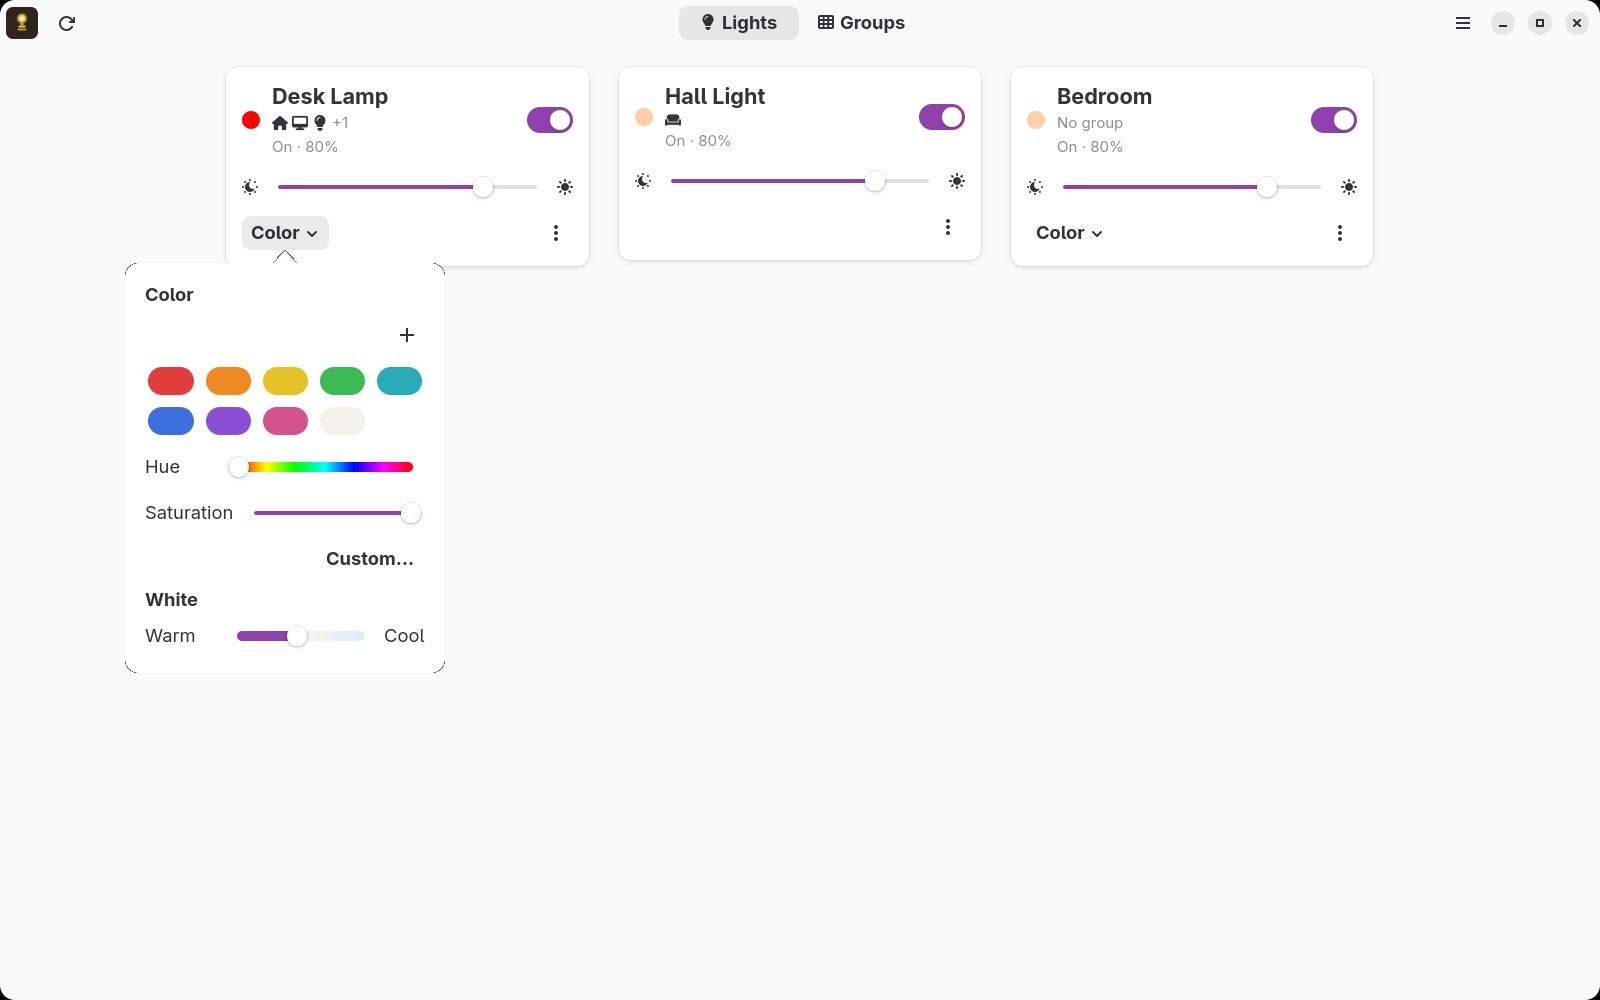 Lights
Groups
Desk Lamp
+1
On · 80%
Color
Hall Light
On · 80%
Bedroom
No group
On · 80%
Color
Color
Hue
Saturation
Custom...
White
Warm
Cool